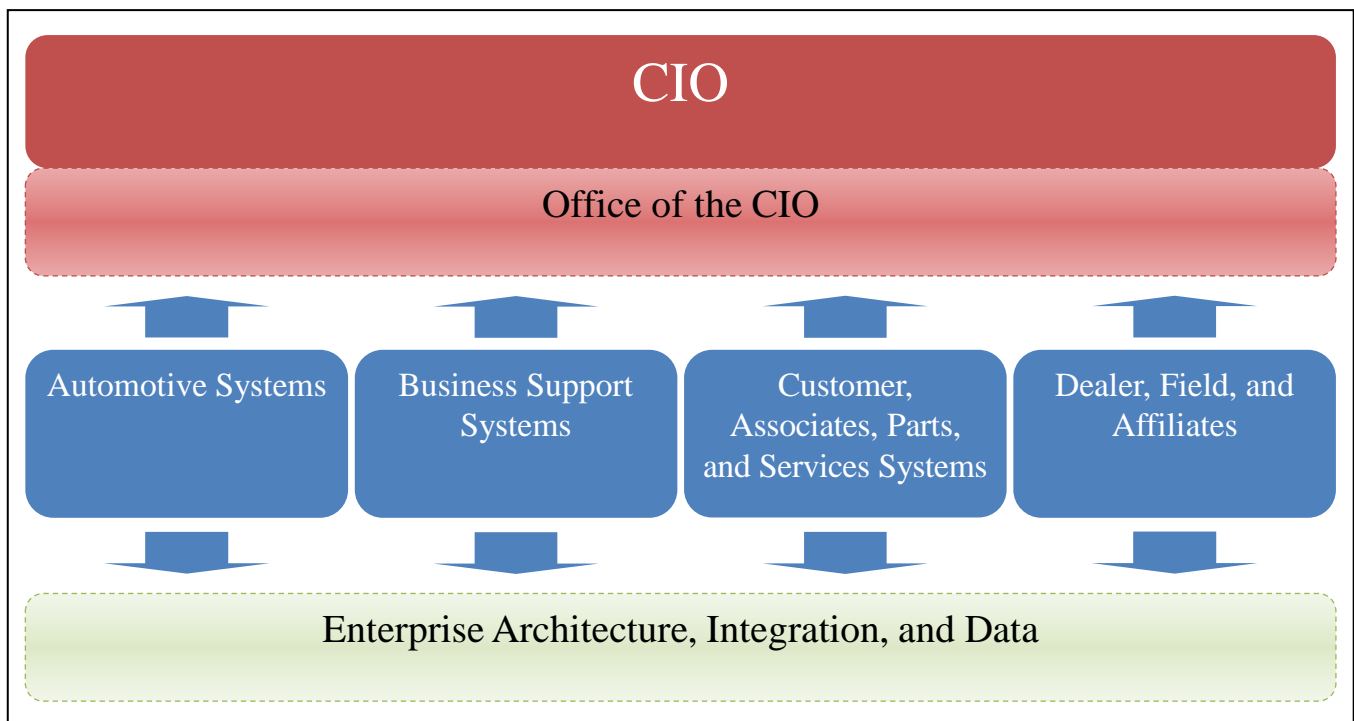 CIO
Office of the CIO
Automotive Systems
Business Support
Systems
Customer,
Associates, Parts,
and Services Systems
Dealer, Field, and
Affiliates
Enterprise Architecture, Integration, and Data